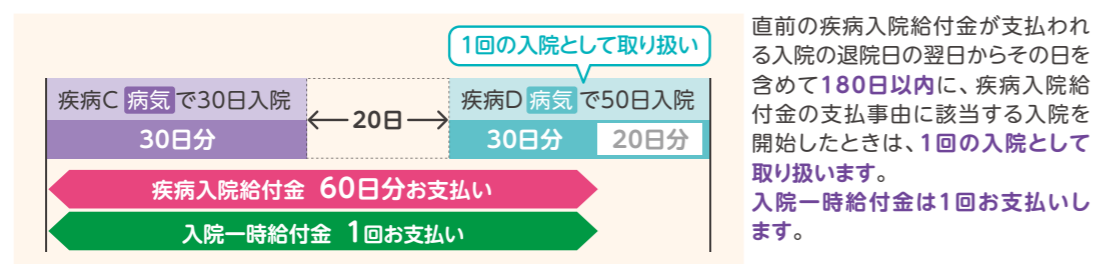 1回の入院として取り扱い
疾病C 病気 で30日入院
20日
疾病D 病気 で50日入院
30日分
30日分
20日分
疾病入院給付金 60日分お支払い
入院一時給付金 1回お支払い
直前の疾病入院給付金が支払われ
る入院の退院日の翌日からその日を
含めて180日以内に、疾病入院給
付金の支払事由に該当する入院を
開始したときは、1回の入院として
取り扱います。
入院一時給付金は1回お支払いし
ます。